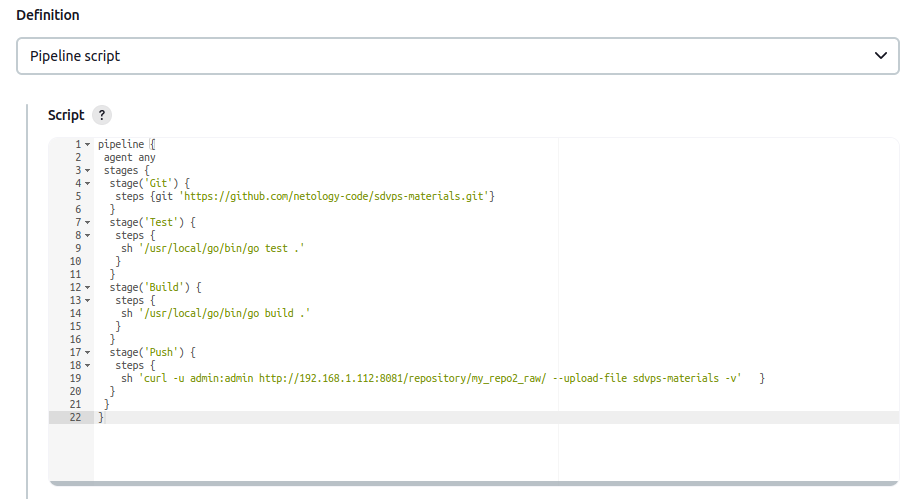 Definition
Pipeline script
Script ?
1 pipeline {
2 agent any
3 stages {
4 stage('Git') {
5 steps {git 'https://github.com/netology-code/sdvps-materials.git'}
6 }
7 stage('Test') {
8 steps {
9 sh '/usr/local/go/bin/go test .'
10 }
11 }
12 stage('Build') {
13 steps {
14 sh '/usr/local/go/bin/go build .'
15 }
16 }
17 stage('Push') {
18 steps {
19 sh 'curl -u admin:admin http://192.168.1.112:8081/repository/my_repo2_raw/ --upload-file sdvps-materials -v' }
20 }
21 }
22 }